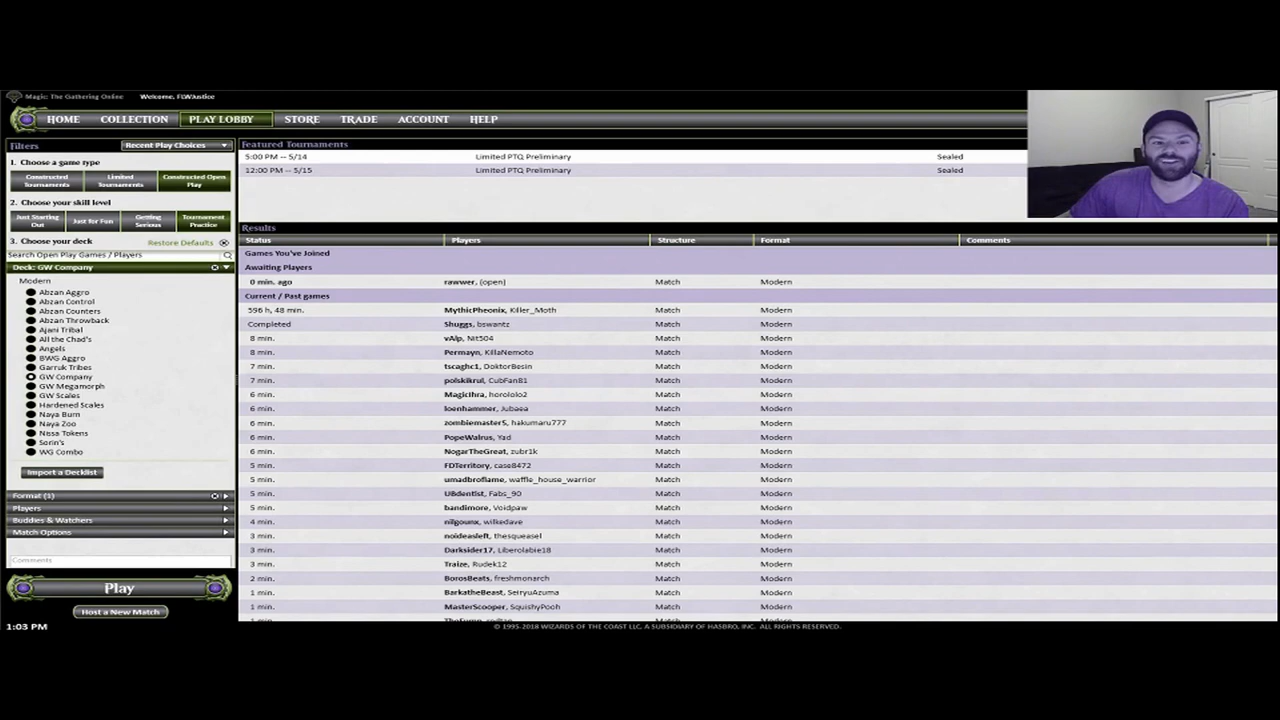 Magic: The Gathering Online Welcome, FLWJustice
HOME COLLECTION PLAY LOBBY STORE TRADE ACCOUNT HELP
Filters Recent Play Choices
1. Choose a game type
Constructed Tournaments Limited Tournaments Constructed Open Play
2. Choose your skill level
Just Starting Out Just for Fun Getting Serious Tournament Practice
3. Choose your deck Restore Defaults
Search Open Play Games / Players
Deck: GW Company
Modern
Abzan Aggro
Abzan Control
Abzan Counters
Abzan Throwback
Ajani Tribal
All the Chad's
Angels
BWG Aggro
Garruk Tribes
GW Company
GW Megamorph
GW Scales
Hardened Scales
Naya Burn
Naya Zoo
Nissa Tokens
Sorin's
WG Combo
Import a Decklist
Format (1)
Players
Buddies & Watchers
Match Options
Comments
Play
Host a New Match
1:03 PM
Featured Tournaments
5:00 PM -- 5/14 Limited PTQ Preliminary Sealed
12:00 PM -- 5/15 Limited PTQ Preliminary Sealed
Results
Status Players Structure Format Comments
Games You've Joined
Awaiting Players
0 min. ago rawwer, (open) Match Modern
Current / Past games
596 h, 48 min. MythicPheonix, Killer_Moth Match Modern
Completed Shuggs, bswantz Match Modern
8 min. vAlp, Nit504 Match Modern
8 min. Permayn, KillaNemoto Match Modern
7 min. tscaghc1, DoktorBesin Match Modern
7 min. polskikrul, CubFan81 Match Modern
6 min. MagicIhra, horololo2 Match Modern
6 min. loenhammer, Jubaea Match Modern
6 min. zombiemaster5, hakumaru777 Match Modern
6 min. PopeWalrus, Yzd Match Modern
6 min. NogarTheGreat, zubr1k Match Modern
5 min. FDTerritory, case8472 Match Modern
5 min. umadbroflame, waffle_house_warrior Match Modern
5 min. UBdentist, Fabs_90 Match Modern
5 min. bandimore, Voidpaw Match Modern
4 min. nilgounx, wilkedave Match Modern
3 min. noideasleft, thesqueasel Match Modern
3 min. Darksider17, Liberolabie18 Match Modern
3 min. Traize, Rudek12 Match Modern
2 min. BorosBeats, freshmonarch Match Modern
1 min. BarkatheBeast, SeiryuAzuma Match Modern
1 min. MasterScooper, SquishyPooh Match Modern
© 1995-2018 WIZARDS OF THE COAST LLC, A SUBSIDIARY OF HASBRO, INC. ALL RIGHTS RESERVED.